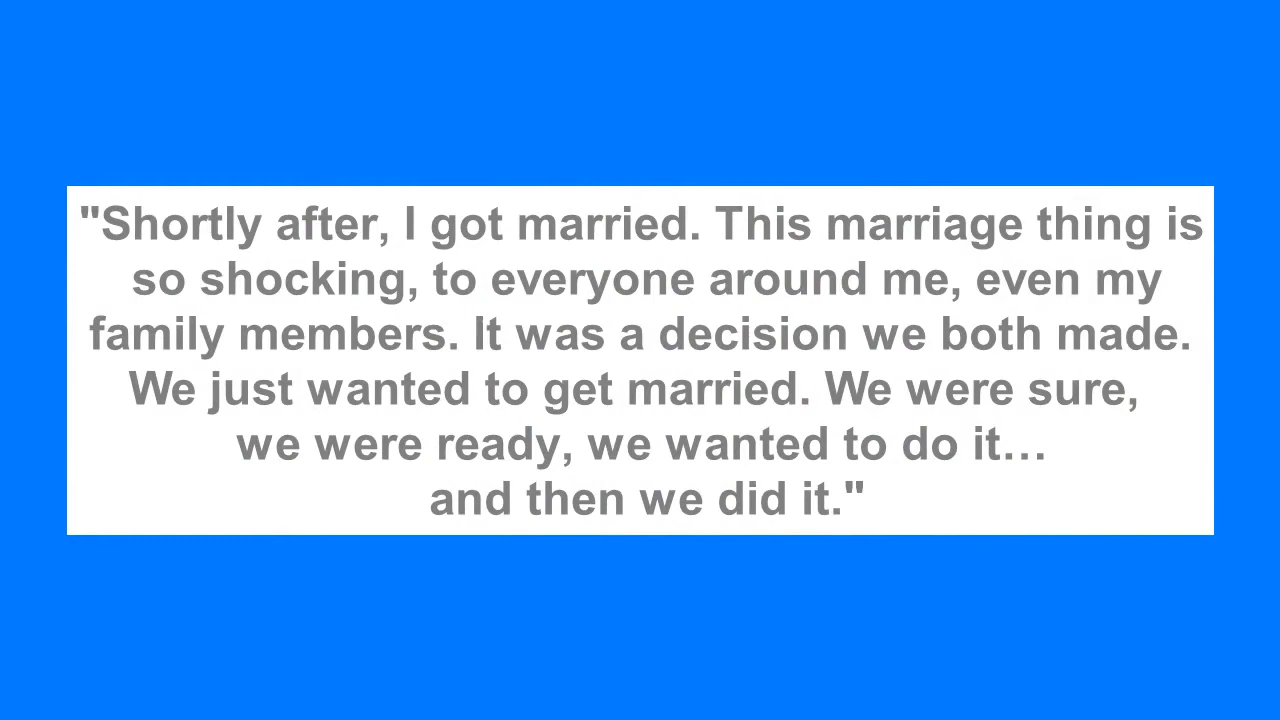 "Shortly after, I got married. This marriage thing is
so shocking, to everyone around me, even my
family members. It was a decision we both made.
We just wanted to get married. We were sure,
we were ready, we wanted to do it…
and then we did it."